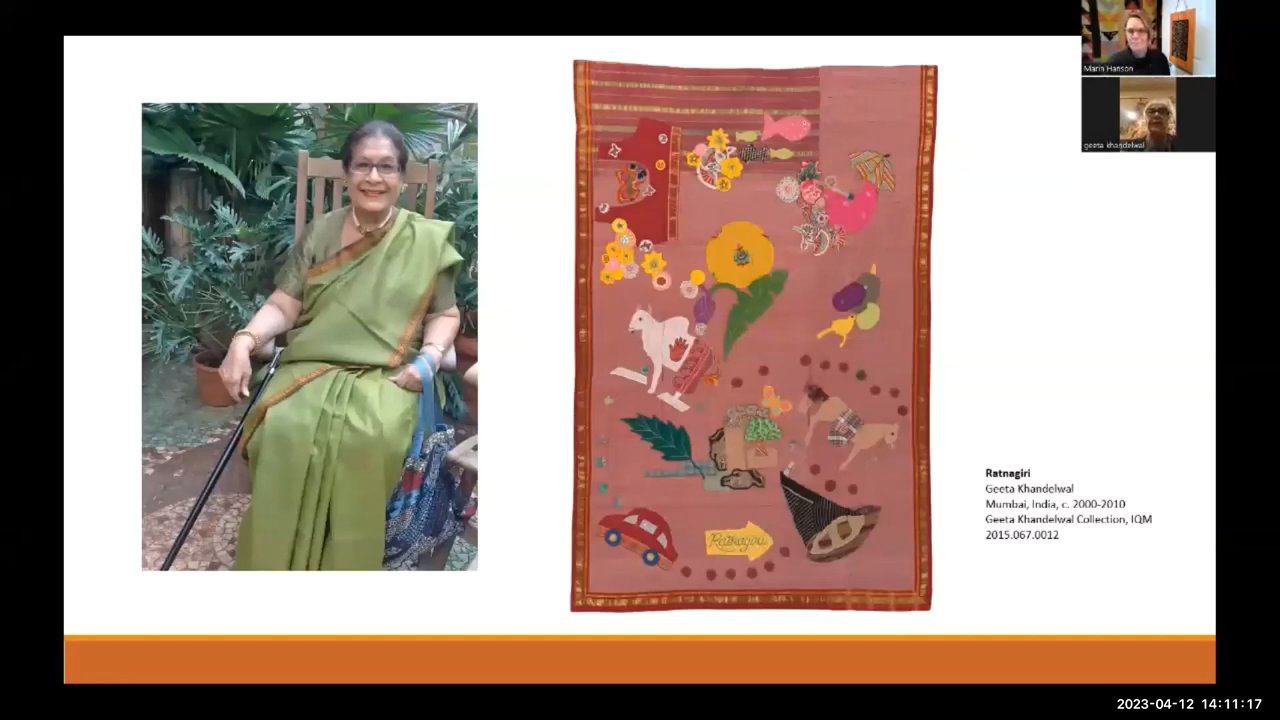 Marin Hanson
geeta khandelwal
Ratnagiri
Ratnagiri
Geeta Khandelwal
Mumbai, India, c. 2000-2010
Geeta Khandelwal Collection, IQM
2015.067.0012
2023-04-12 14:11:17